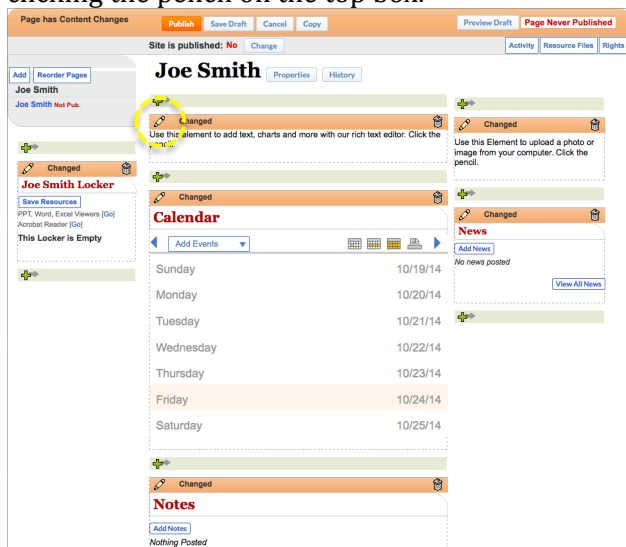 clicking the pencil on the top box.
Page has Content Changes
Publish Save Draft Cancel Copy
Preview Draft Page Never Published
Site is published: No Change
Activity Resource Files Rights
Add Reorder Pages
Joe Smith
Joe Smith Not Pub.
Joe Smith Properties History
Changed
Joe Smith Locker
Save Resources
PPT, Word, Excel Viewers [Go]
Acrobat Reader [Go]
This Locker is Empty
Changed
Use this element to add text, charts and more with our rich text editor. Click the
pencil.
Changed
Calendar
Add Events
Sunday 10/19/14
Monday 10/20/14
Tuesday 10/21/14
Wednesday 10/22/14
Thursday 10/23/14
Friday 10/24/14
Saturday 10/25/14
Changed
Notes
Add Notes
Nothing Posted
Changed
Use this Element to upload a photo or
image from your computer. Click the
pencil.
Changed
News
Add News
No news posted
View All News